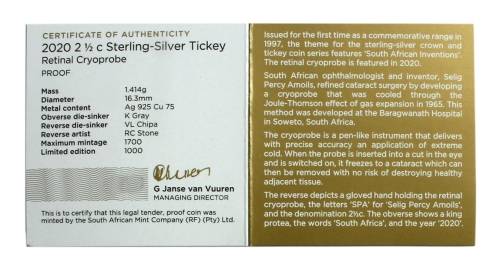 CERTIFICATE OF AUTHENTICITY
2020 2 ½ c Sterling-Silver Tickey
Retinal Cryoprobe
PROOF
Mass 1.414g
Diameter 16.3mm
Metal content Ag 925 Cu 75
Obverse die-sinker K Gray
Reverse die-sinker VL Chipa
Reverse artist RC Stone
Maximum mintage 1700
Limited edition 1000
G Janse van Vuuren
MANAGING DIRECTOR
This is to certify that this legal tender, proof coin was
minted by the South African Mint Company (RF) (Pty) Ltd.
Issued for the first time as a commemorative range in
1997, the theme for the sterling-silver crown and
tickey coin series features 'South African Inventions'.
The retinal cryoprobe is featured in 2020.
South African ophthalmologist and inventor, Selig
Percy Amoils, refined cataract surgery by developing
a cryoprobe that was cooled through the
Joule-Thomson effect of gas expansion in 1965. This
method was developed at the Baragwanath Hospital
in Soweto, South Africa.
The cryoprobe is a pen-like instrument that delivers
with precise accuracy an application of extreme
cold. When the probe is inserted into a cut in the eye
and is switched on, it freezes to a cataract which can
then be removed with no risk of destroying healthy
adjacent tissue.
The reverse depicts a gloved hand holding the retinal
cryoprobe, the letters 'SPA' for 'Selig Percy Amoils',
and the denomination 2½c. The obverse shows a king
protea, the words 'South Africa', and the year '2020'.